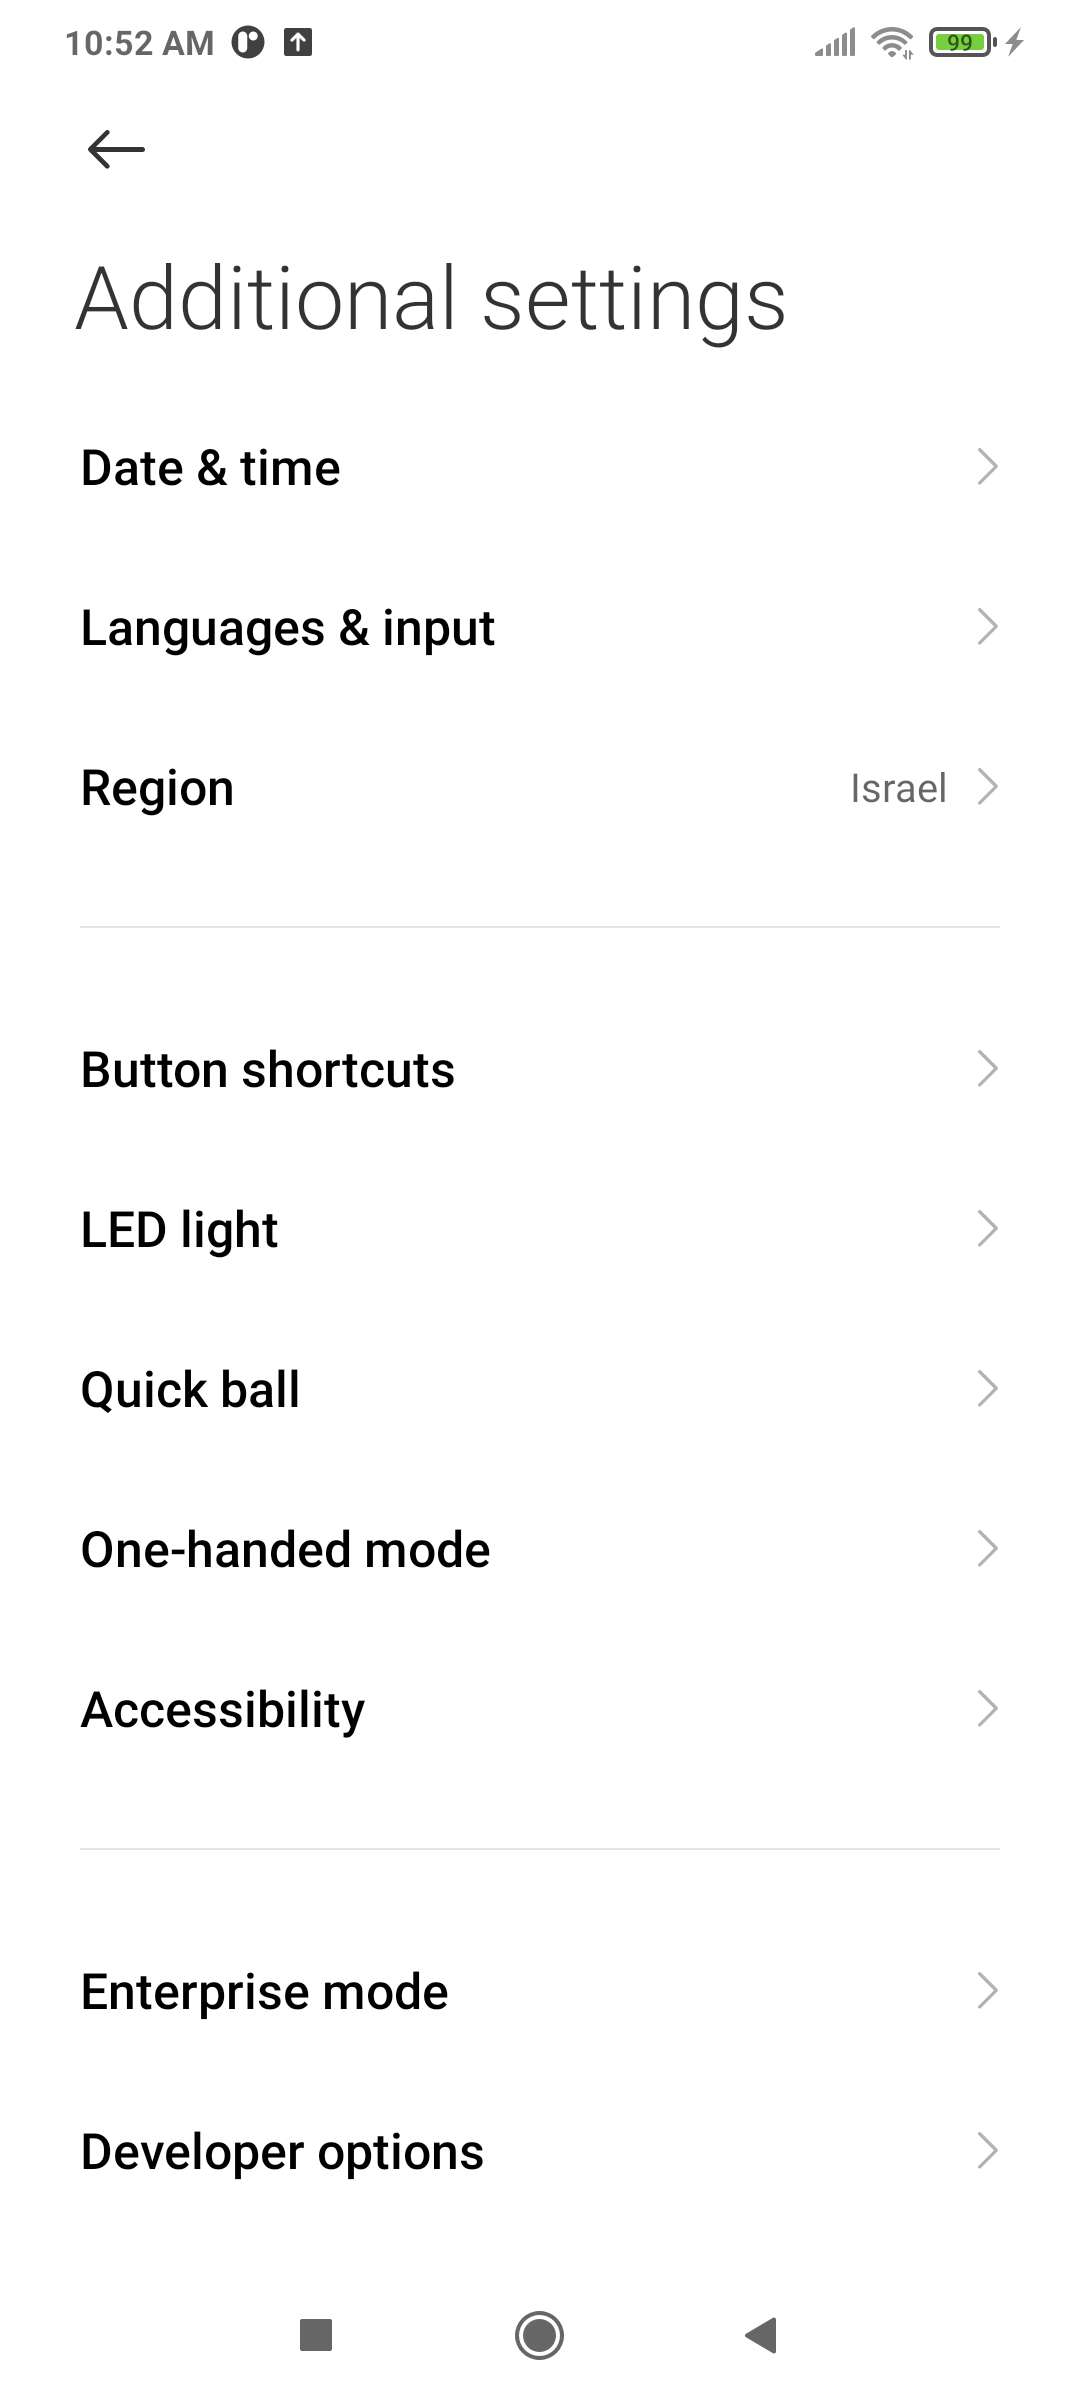 10:52 AM 99
Additional settings
Date & time
Languages & input
Region Israel
Button shortcuts
LED light
Quick ball
One-handed mode
Accessibility
Enterprise mode
Developer options